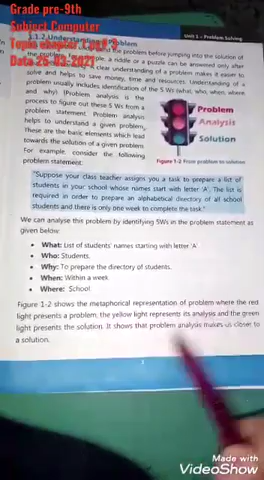 Grade pre-9th
Subject Computer
Topic chapter 1 part 3
Data 25-03-2021
5.1.2 Understanding a Problem
Unit 1 - Problem Solving
the problem before jumping into the solution of
a riddle or a puzzle can be answered only after
clear understanding of a problem makes it easier to
solve and helps to save money, time and resources. Understanding of a
problem usually includes identification of 5 Ws (what, who, when, where
and why). Problem analysis is the
process to figure out these 5 Ws from a
problem statement. Problem analysis
helps to understand a given problem.
These are the basic elements which lead
towards the solution of a given problem.
For example, consider the following
problem statement:
Problem
Analysis
Solution
Figure 1-2 From problem to solution
"Suppose your class teacher assigns you a task to prepare a list of
students in your school whose names start with letter 'A'. The list is
required in order to prepare an alphabetical directory of all school
students and there is only one week to complete the task."
We can analyse this problem by identifying 5Ws in the problem statement as
given below:
• What: List of students' names starting with letter 'A'
• Who: Students.
• Why: To prepare the directory of students.
• When: Within a week
• Where: School
Figure 1-2 shows the metaphorical representation of problem where the red
light presents a problem, the yellow light represents its analysis and the green
light presents the solution. It shows that problem analysis makes us closer to
a solution.
Made with
VideoShow